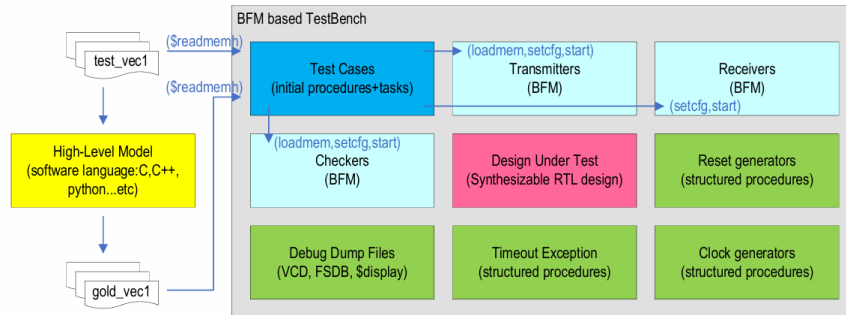 BFM based TestBench
test_vec1
($readmemh)
($readmemh)
High-Level Model
(software language:C,C++,
python...etc)
gold_vec1
Test Cases
(initial procedures+tasks)
(loadmem,setcfg,start)
Transmitters
(BFM)
Receivers
(BFM)
(setcfg,start)
(loadmem,setcfg,start)
Checkers
(BFM)
Design Under Test
(Synthesizable RTL design)
Reset generators
(structured procedures)
Debug Dump Files
(VCD, FSDB, $display)
Timeout Exception
(structured procedures)
Clock generators
(structured procedures)